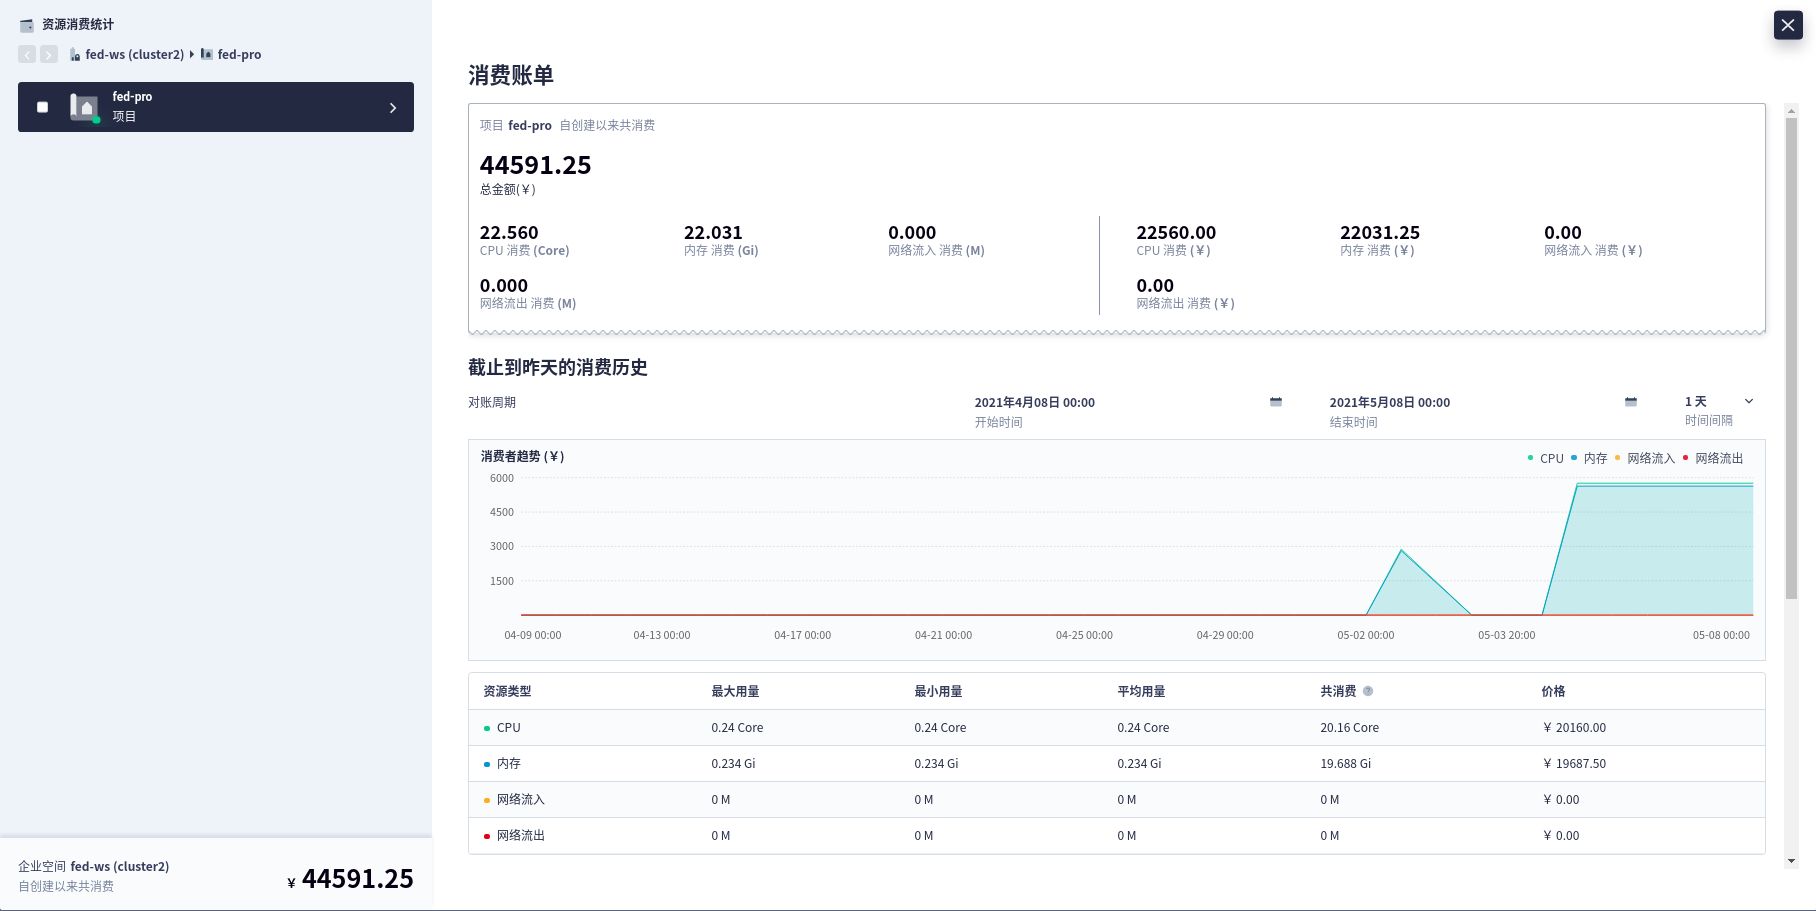 资源消费统计
fed-ws (cluster2) fed-pro
fed-pro
项目
企业空间 fed-ws (cluster2)
自创建以来共消费
¥ 44591.25
消费账单
项目 fed-pro 自创建以来共消费
44591.25
总金额(¥)
22.560 22.031 0.000 22560.00 22031.25 0.00
CPU 消费 (Core) 内存 消费 (Gi) 网络流入 消费 (M) CPU 消费 (¥) 内存 消费 (¥) 网络流入 消费 (¥)
0.000 0.00
网络流出 消费 (M) 网络流出 消费 (¥)
截止到昨天的消费历史
对账周期 2021年4月08日 00:00 2021年5月08日 00:00 1 天
开始时间 结束时间 时间间隔
消费者趋势 (¥) CPU 内存 网络流入 网络流出
6000
4500
3000
1500
04-09 00:00 04-13 00:00 04-17 00:00 04-21 00:00 04-25 00:00 04-29 00:00 05-02 00:00 05-03 20:00 05-08 00:00
资源类型 最大用量 最小用量 平均用量 共消费 ? 价格
CPU 0.24 Core 0.24 Core 0.24 Core 20.16 Core ¥ 20160.00
内存 0.234 Gi 0.234 Gi 0.234 Gi 19.688 Gi ¥ 19687.50
网络流入 0 M 0 M 0 M 0 M ¥ 0.00
网络流出 0 M 0 M 0 M 0 M ¥ 0.00